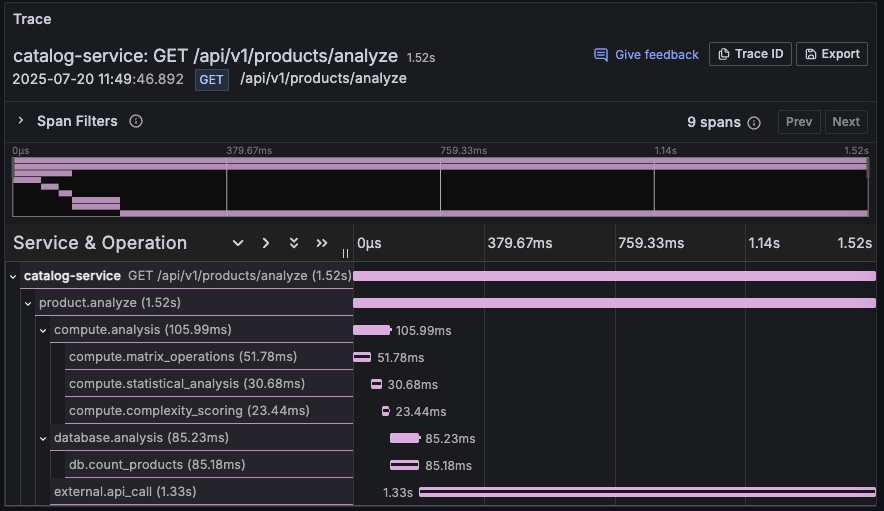 Trace
catalog-service: GET /api/v1/products/analyze 1.52s
Give feedback
Trace ID
Export
2025-07-20 11:49:46.892 GET /api/v1/products/analyze
Span Filters
9 spans
Prev
Next
0μs 379.67ms 759.33ms 1.14s 1.52s
Service & Operation
0μs 379.67ms 759.33ms 1.14s 1.52s
catalog-service GET /api/v1/products/analyze (1.52s)
product.analyze (1.52s)
compute.analysis (105.99ms) 105.99ms
compute.matrix_operations (51.78ms) 51.78ms
compute.statistical_analysis (30.68ms) 30.68ms
compute.complexity_scoring (23.44ms) 23.44ms
database.analysis (85.23ms) 85.23ms
db.count_products (85.18ms) 85.18ms
external.api_call (1.33s) 1.33s